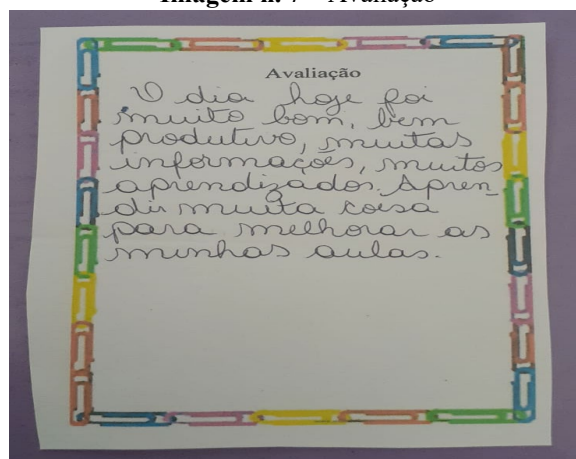 Imagem n. 7 – Avaliação
Avaliação
O dia hoje foi
muito bom, bem
produtivo, muitas
informações, muitos
aprendizados. Apren_
di muita coisa
para melhorar as
minhas aulas.